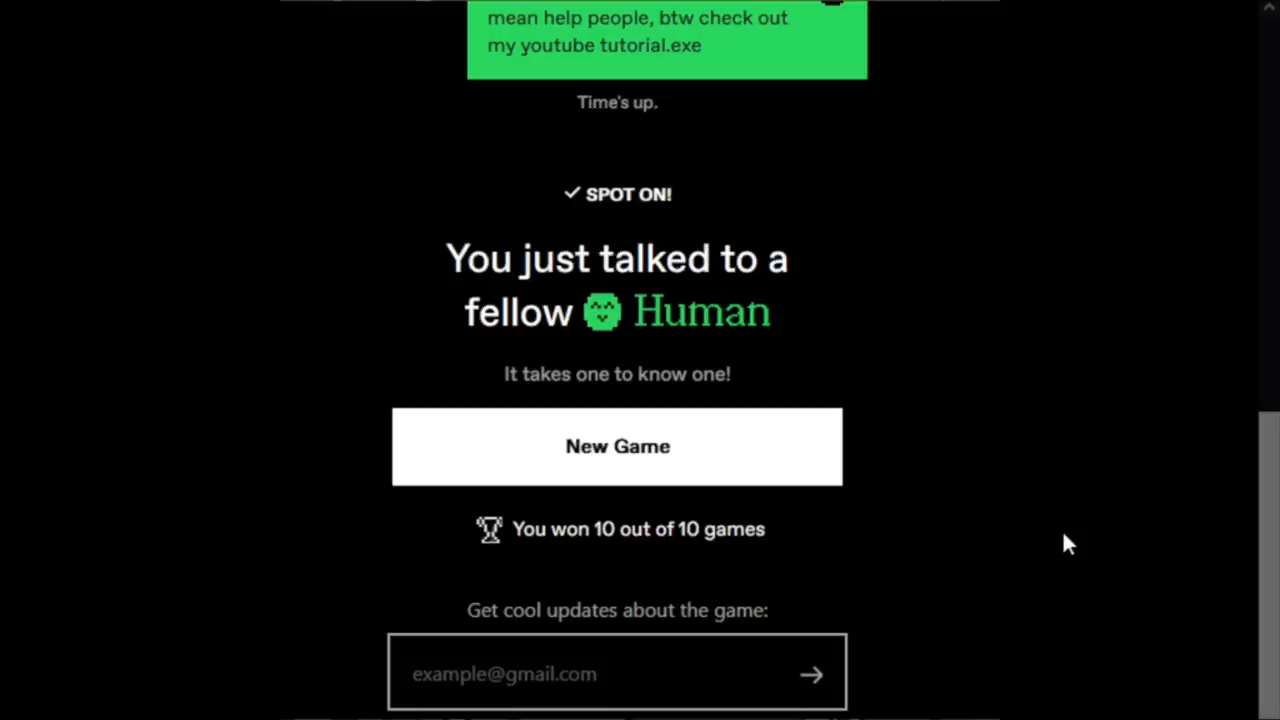 mean help people, btw check out
my youtube tutorial.exe
Time's up.
SPOT ON!
You just talked to a
fellow Human
It takes one to know one!
New Game
You won 10 out of 10 games
Get cool updates about the game:
example@gmail.com